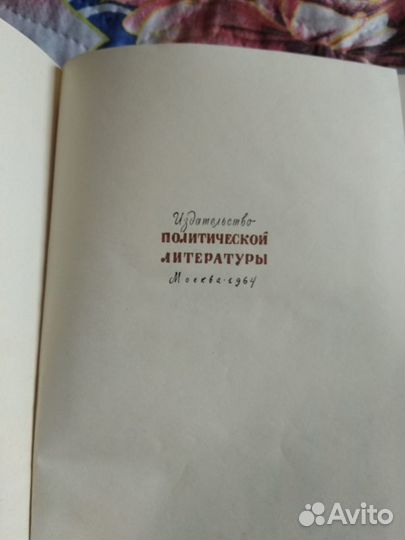 Издательство
ПОЛИТИЧЕСКОЙ
ЛИТЕРАТУРЫ
Москва·1964
Avito